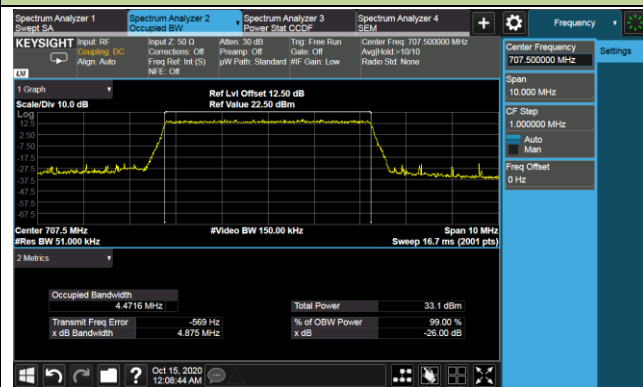 Spectrum Analyzer 1
Swept SA
Spectrum Analyzer 2
Occupied BW
Spectrum Analyzer 3
Power Stat CCDF
Spectrum Analyzer 4
SEM
+
Frequency
KEYSIGHT
Input: RF
Coupling: DC
Align: Auto
Input Z: 50 Ω
Corrections: Off
Freq Ref: Int (S)
NFE: Off
Atten: 30 dB
Preamp: Off
µW Path: Standard
Trig: Free Run
Gate: Off
#IF Gain: Low
Center Freq: 707.500000 MHz
Avg|Hold:>10/10
Radio Std: None
LXI
Center Frequency
707.500000 MHz
Settings
Span
10.000 MHz
CF Step
1.000000 MHz
Auto
Man
Freq Offset
0 Hz
1 Graph
Scale/Div 10.0 dB
Ref Lvl Offset 12.50 dB
Ref Value 22.50 dBm
Log
12.5
2.50
-7.50
-17.5
-27.5
-37.5
-47.5
-57.5
-67.5
Center 707.5 MHz
#Video BW 150.00 kHz
Span 10 MHz
#Res BW 51.000 kHz
Sweep 16.7 ms (2001 pts)
2 Metrics
Occupied Bandwidth
4.4716 MHz
Total Power 33.1 dBm
Transmit Freq Error -569 Hz
% of OBW Power 99.00 %
x dB Bandwidth 4.875 MHz
x dB -26.00 dB
?
Oct 15, 2020
12:08:44 AM